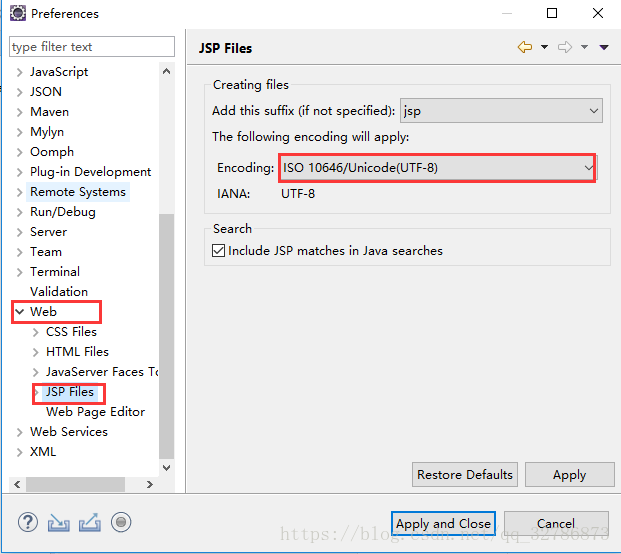 Preferences
type filter text
JavaScript
JSON
Maven
Mylyn
Oomph
Plug-in Development
Remote Systems
Run/Debug
Server
Team
Terminal
Validation
Web
CSS Files
HTML Files
JavaServer Faces To
JSP Files
Web Page Editor
Web Services
XML
JSP Files
Creating files
Add this suffix (if not specified): jsp
The following encoding will apply:
Encoding: ISO 10646/Unicode(UTF-8)
IANA: UTF-8
Search
Include JSP matches in Java searches
Restore Defaults Apply
Apply and Close Cancel
https://blog.csdn.net/qq_32786873